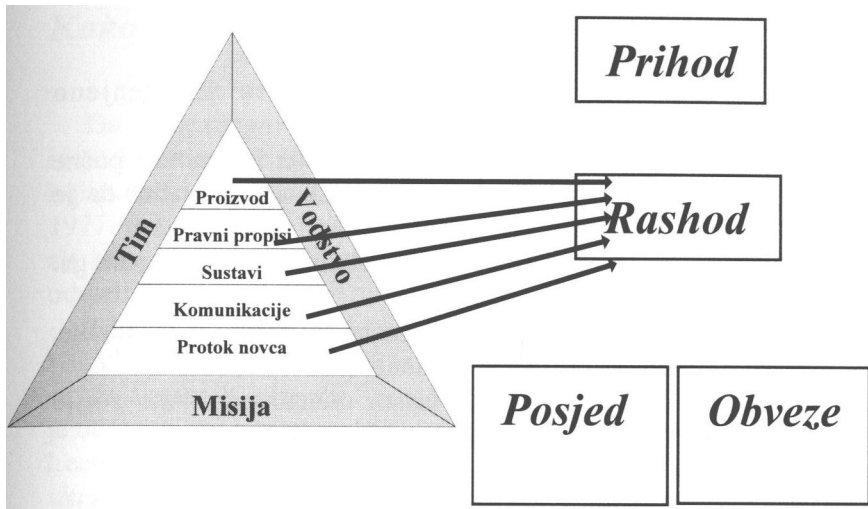 Prihod
Proizvod
Pravni propisi
Sustavi
Komunikacije
Protok novca
Tim
Vodstvo
Misija
Rashod
Posjed
Obveze